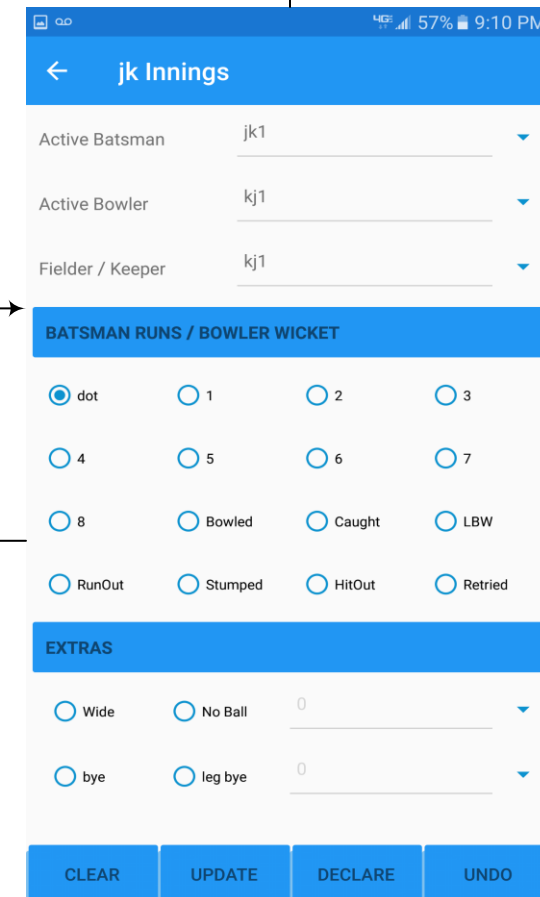 4G 57% 9:10 PM
jk Innings
Active Batsman jk1
Active Bowler kj1
Fielder / Keeper kj1
BATSMAN RUNS / BOWLER WICKET
dot 1 2 3
4 5 6 7
8 Bowled Caught LBW
RunOut Stumped HitOut Retried
EXTRAS
Wide No Ball 0
bye leg bye 0
CLEAR UPDATE DECLARE UNDO